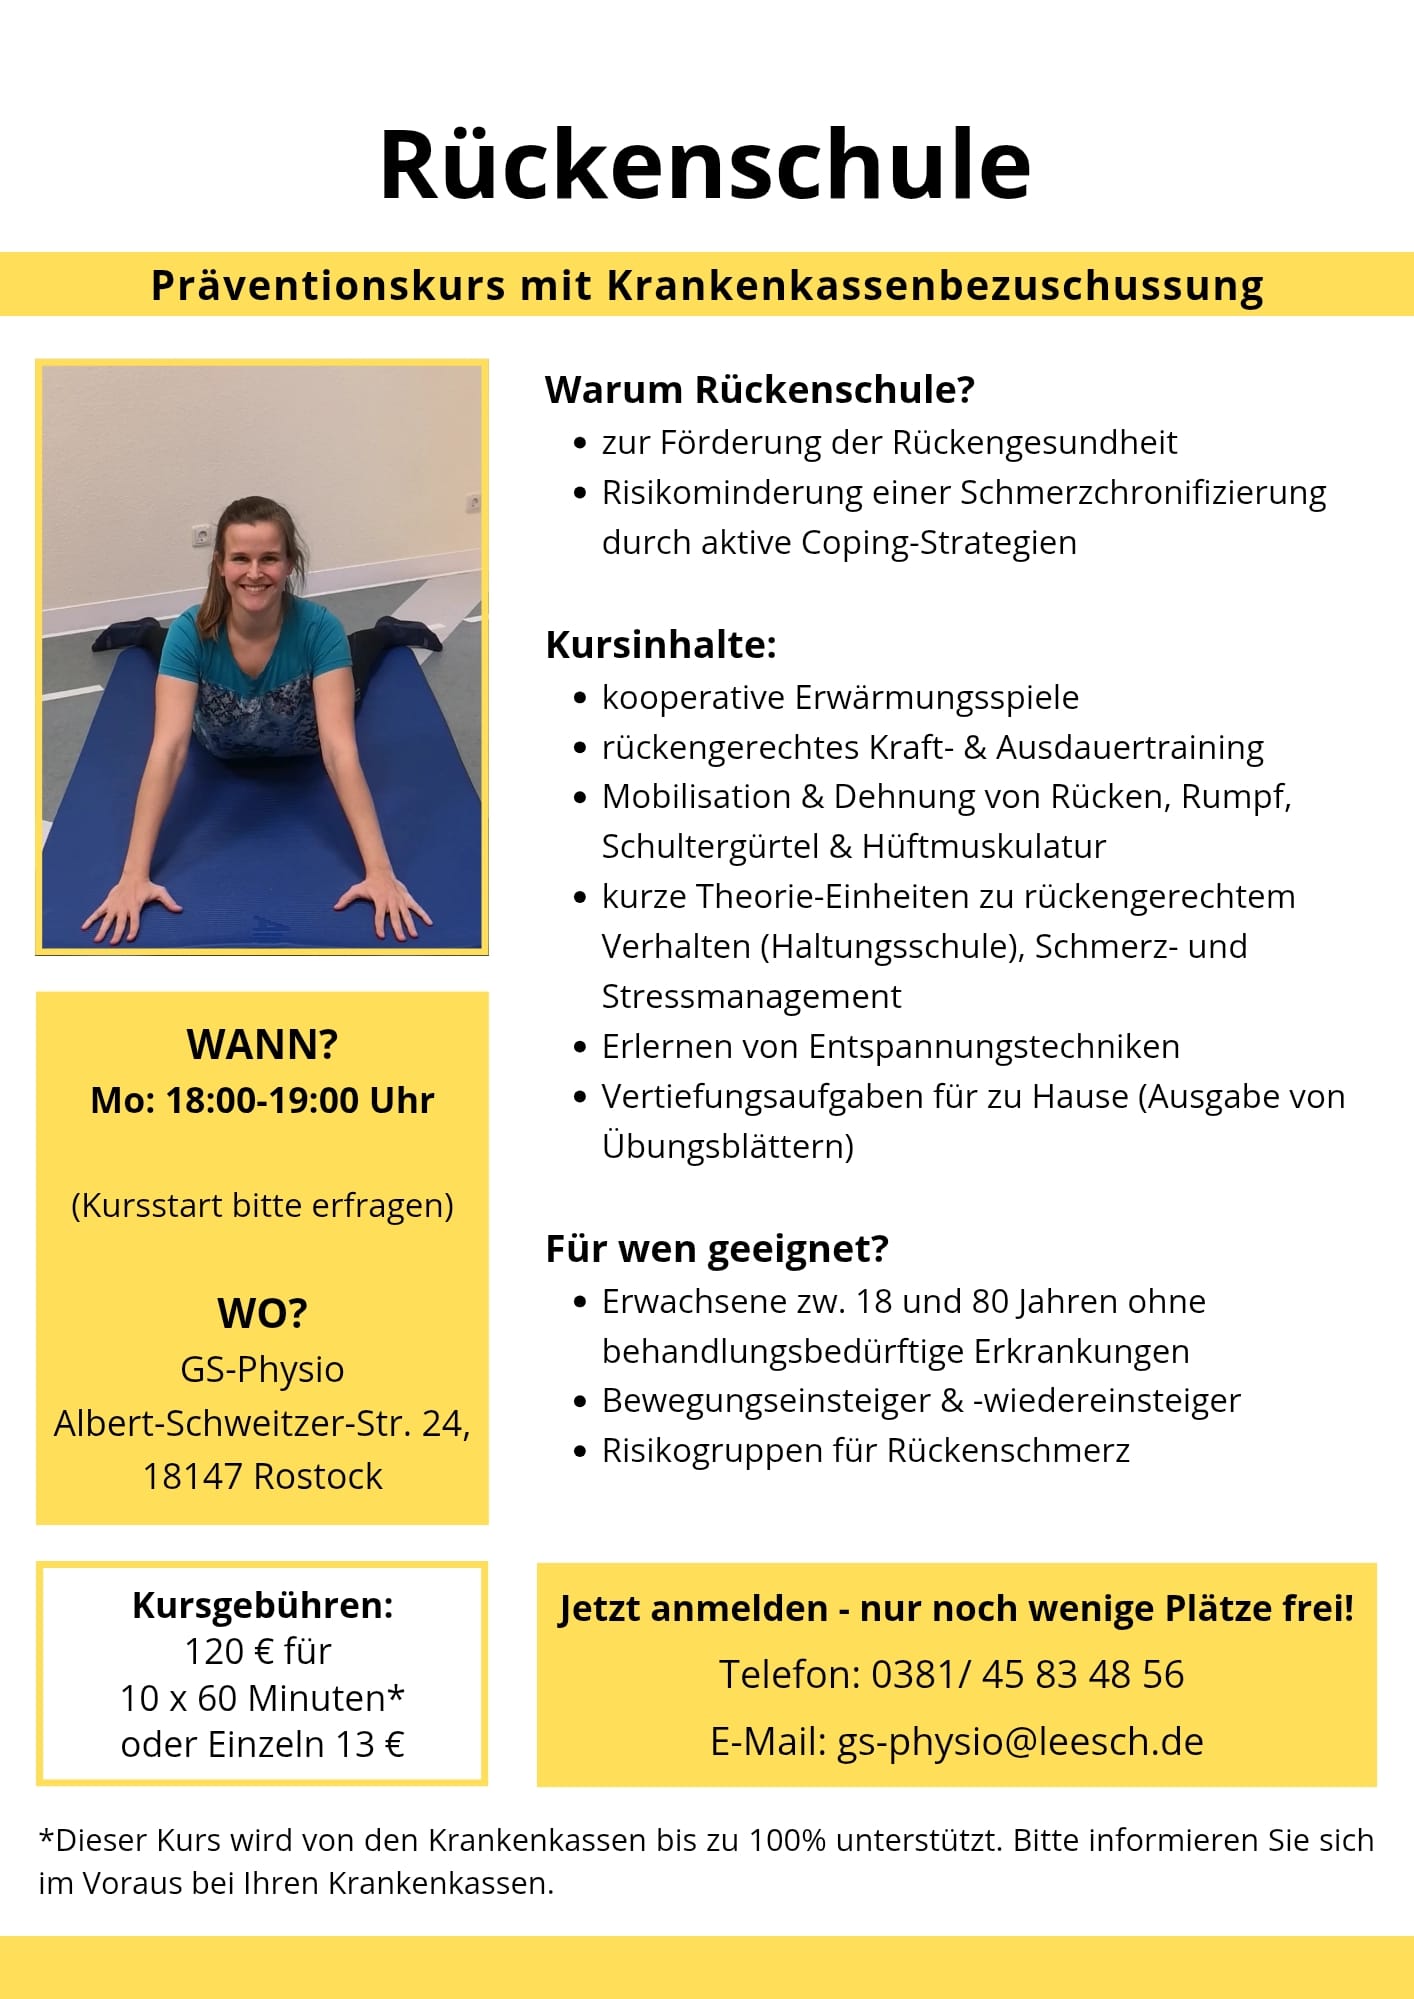 Rückenschule
Präventionskurs mit Krankenkassenbezuschussung
Warum Rückenschule?
• zur Förderung der Rückengesundheit
• Risikominderung einer Schmerzchronifizierung
durch aktive Coping-Strategien
Kursinhalte:
• kooperative Erwärmungsspiele
• rückengerechtes Kraft- & Ausdauertraining
• Mobilisation & Dehnung von Rücken, Rumpf,
Schultergürtel & Hüftmuskulatur
• kurze Theorie-Einheiten zu rückengerechtem
Verhalten (Haltungsschule), Schmerz- und
Stressmanagement
• Erlernen von Entspannungstechniken
• Vertiefungsaufgaben für zu Hause (Ausgabe von
Übungsblättern)
Für wen geeignet?
• Erwachsene zw. 18 und 80 Jahren ohne
behandlungsbedürftige Erkrankungen
• Bewegungseinsteiger & -wiedereinsteiger
• Risikogruppen für Rückenschmerz
WANN?
Mo: 18:00-19:00 Uhr
(Kursstart bitte erfragen)
WO?
GS-Physio
Albert-Schweitzer-Str. 24,
18147 Rostock
Kursgebühren:
120 € für
10 x 60 Minuten*
oder Einzeln 13 €
Jetzt anmelden - nur noch wenige Plätze frei!
Telefon: 0381/ 45 83 48 56
E-Mail: gs-physio@leesch.de
*Dieser Kurs wird von den Krankenkassen bis zu 100% unterstützt. Bitte informieren Sie sich
im Voraus bei Ihren Krankenkassen.